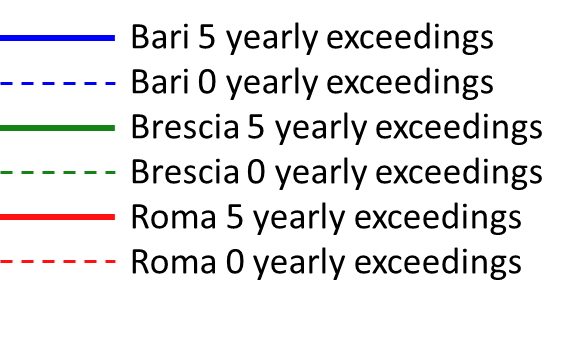 Bari 5 yearly exceedings
Bari 0 yearly exceedings
Brescia 5 yearly exceedings
Brescia 0 yearly exceedings
Roma 5 yearly exceedings
Roma 0 yearly exceedings